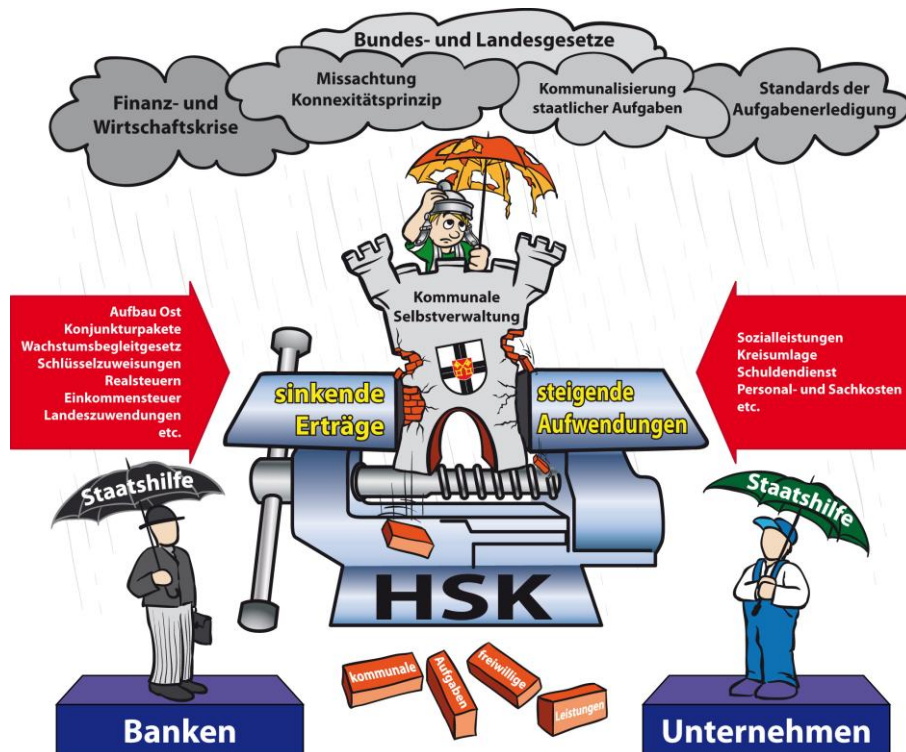 Bundes- und Landesgesetze
Finanz- und
Wirtschaftskrise
Missachtung
Konnexitätsprinzip
Kommunalisierung
staatlicher Aufgaben
Standards der
Aufgabenerledigung
Kommunale
Selbstverwaltung
Aufbau Ost
Konjunkturpakete
Wachstumsbegleitgesetz
Schlüsselzuweisungen
Realsteuern
Einkommensteuer
Landeszuwendungen
etc.
sinkende
Erträge
steigende
Aufwendungen
Sozialleistungen
Kreisumlage
Schuldendienst
Personal- und Sachkosten
etc.
Staatshilfe
Staatshilfe
HSK
kommunale
Aufgaben
freiwillige
Leistungen
Banken
Unternehmen